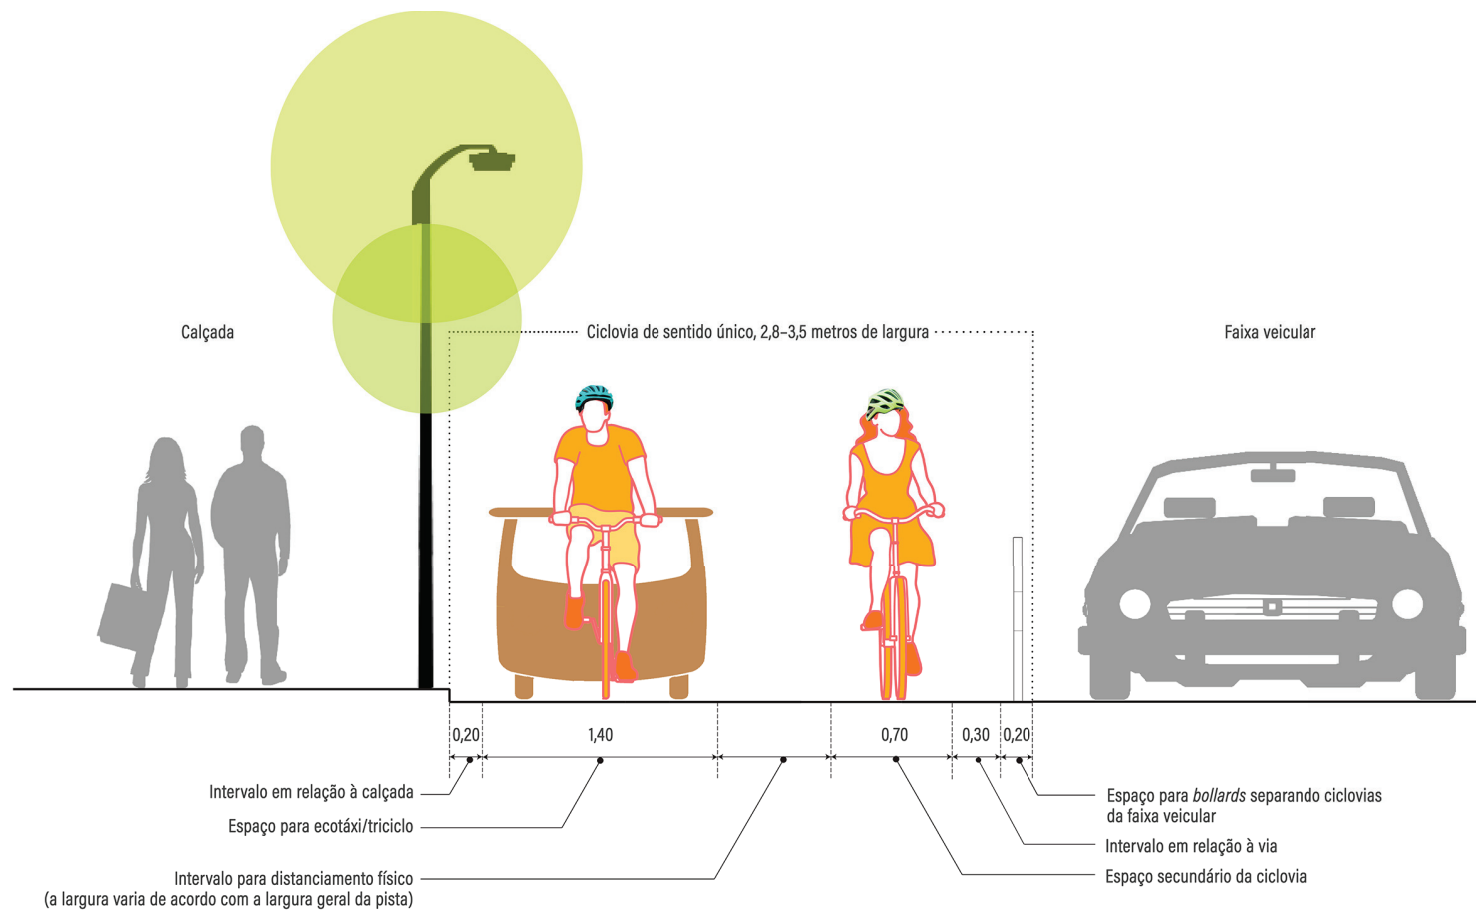 Calçada
Ciclovia de sentido único, 2,8–3,5 metros de largura
Faixa veicular
0,20
1,40
0,70
0,30
0,20
Intervalo em relação à calçada
Espaço para ecotáxi/triciclo
Intervalo para distanciamento físico
(a largura varia de acordo com a largura geral da pista)
Espaço para bollards separando ciclovias
da faixa veicular
Intervalo em relação à via
Espaço secundário da ciclovia